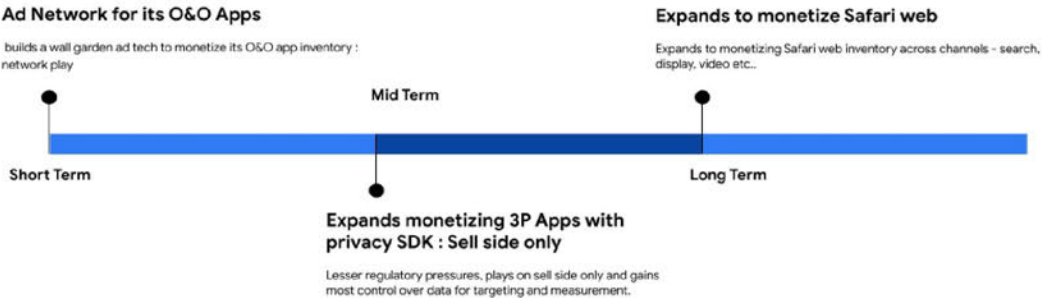 Ad Network for its O&O Apps
builds a wall garden ad tech to monetize its O&O app inventory :
network play
Expands to monetize Safari web
Expands to monetizing Safari web inventory across channels - search,
display, video etc..
Mid Term
Short Term
Long Term
Expands monetizing 3P Apps with
privacy SDK : Sell side only
Lesser regulatory pressures, plays on sell side only and gains
most control over data for targeting and measurement.